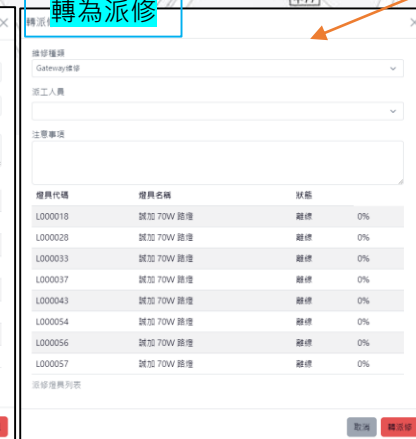 轉為派修
轉派
維修種類
Gateway維修
派工人員
注意事項
燈具代碼 燈具名稱 狀態
L000018 誠加 70W 路燈 離線 0%
L000028 誠加 70W 路燈 離線 0%
L000033 誠加 70W 路燈 離線 0%
L000037 誠加 70W 路燈 離線 0%
L000043 誠加 70W 路燈 離線 0%
L000054 誠加 70W 路燈 離線 0%
L000056 誠加 70W 路燈 離線 0%
L000057 誠加 70W 路燈 離線 0%
派修燈具列表
取消 轉派修